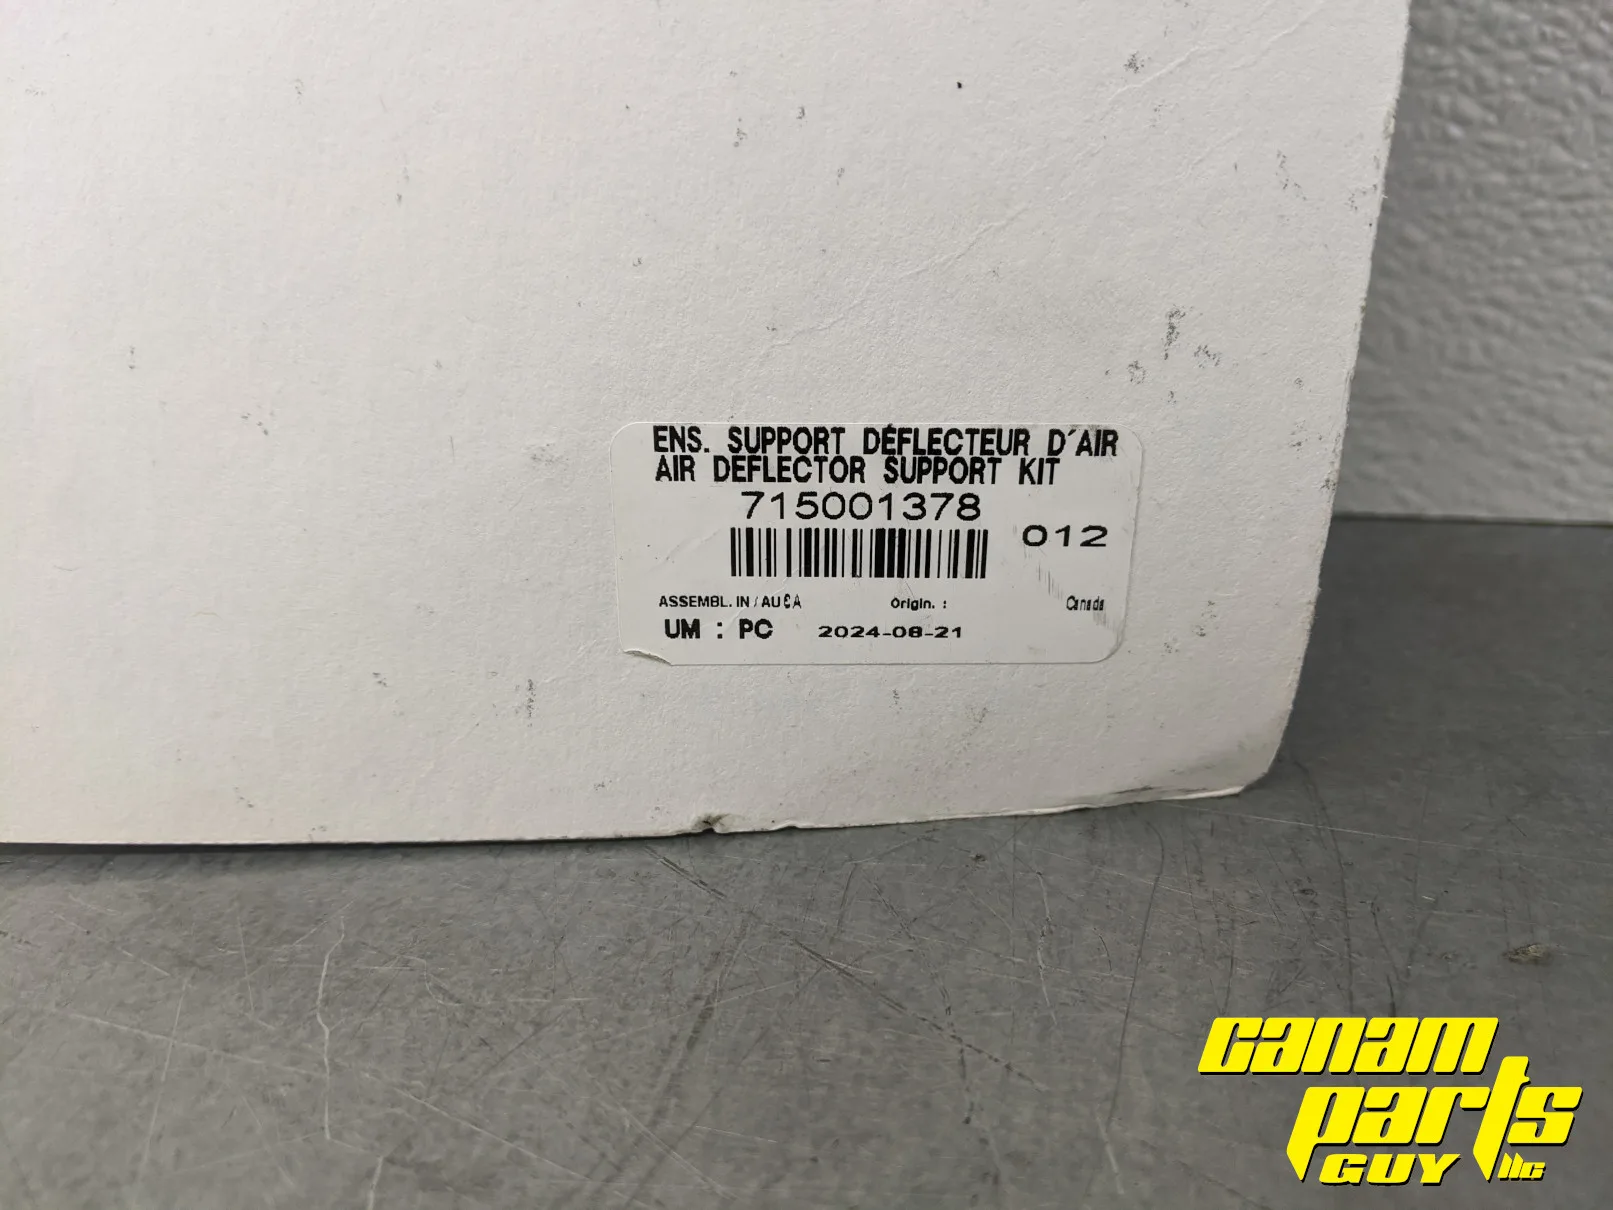 ENS. SUPPORT DÉFLECTEUR D'AIR
AIR DEFLECTOR SUPPORT KIT
715001378
012
ASSEMBL. IN / AU CA Origin. : Canada
UM : PC 2024-08-21
canam
parts
GUY llc